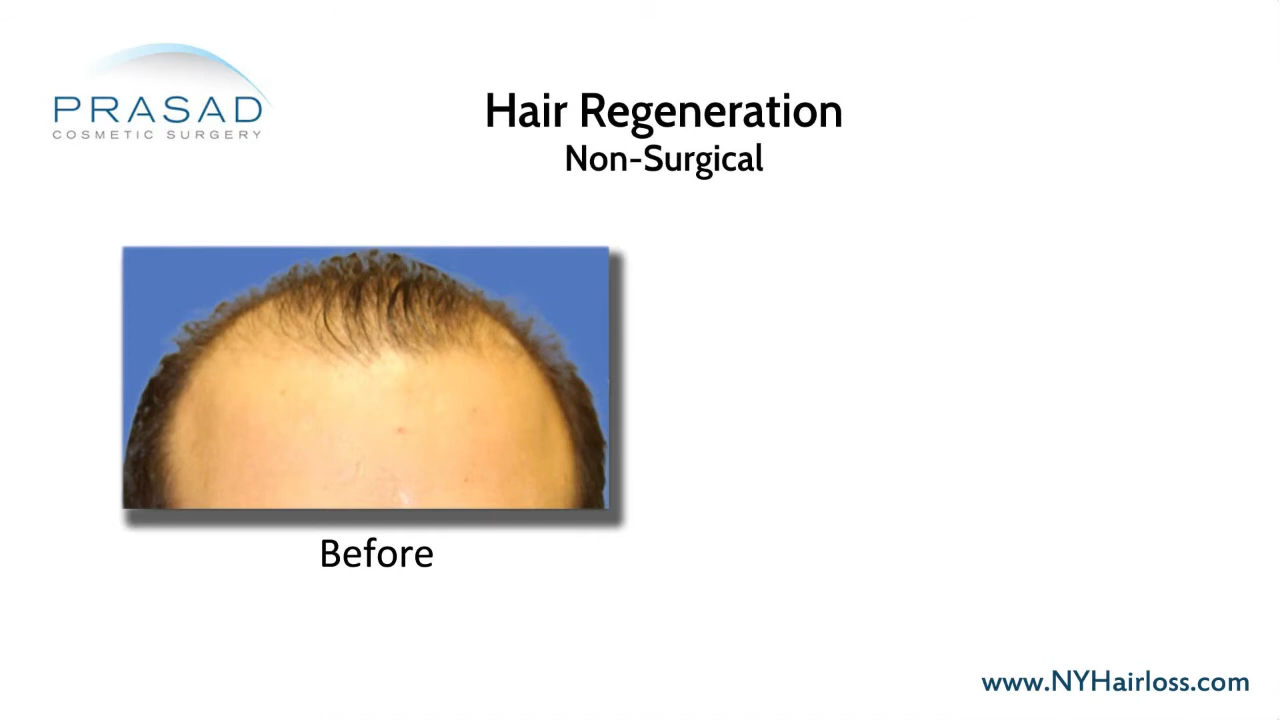 PRASAD
COSMETIC SURGERY
Hair Regeneration
Non-Surgical
Before
www.NYHairloss.com